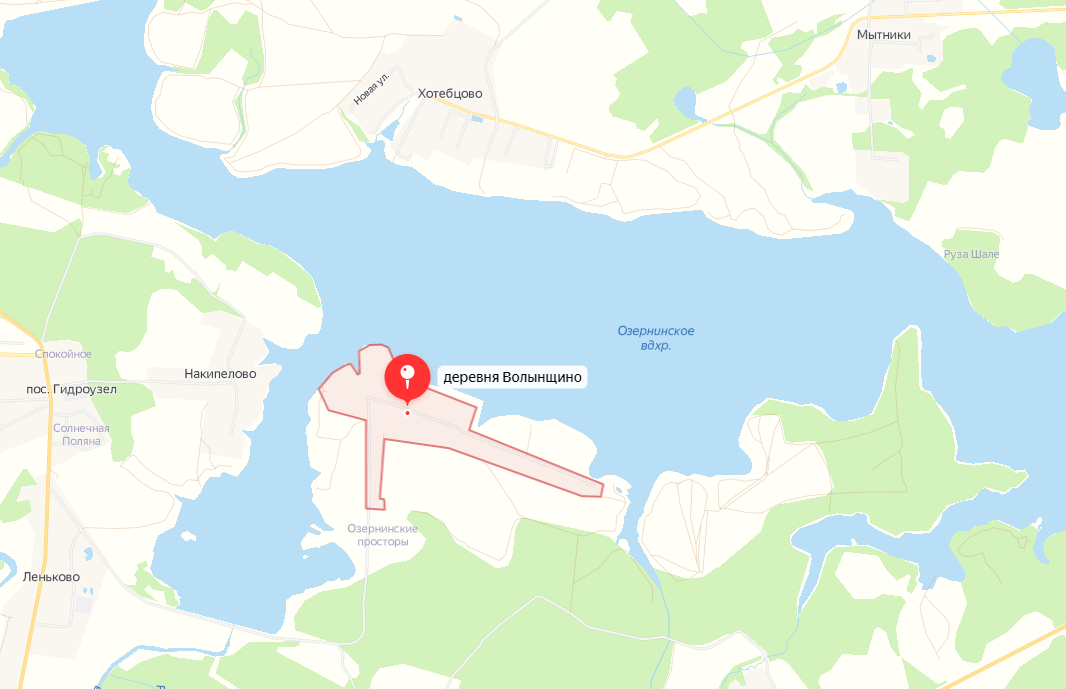 Мытники
Новая ул.
Хотебцово
Руза Шале
Озернинское
вдхр.
Спокойное
Накипелово
деревня Волынщино
пос. Гидроузел
Солнечная
Поляна
Озернинские
просторы
Леньково